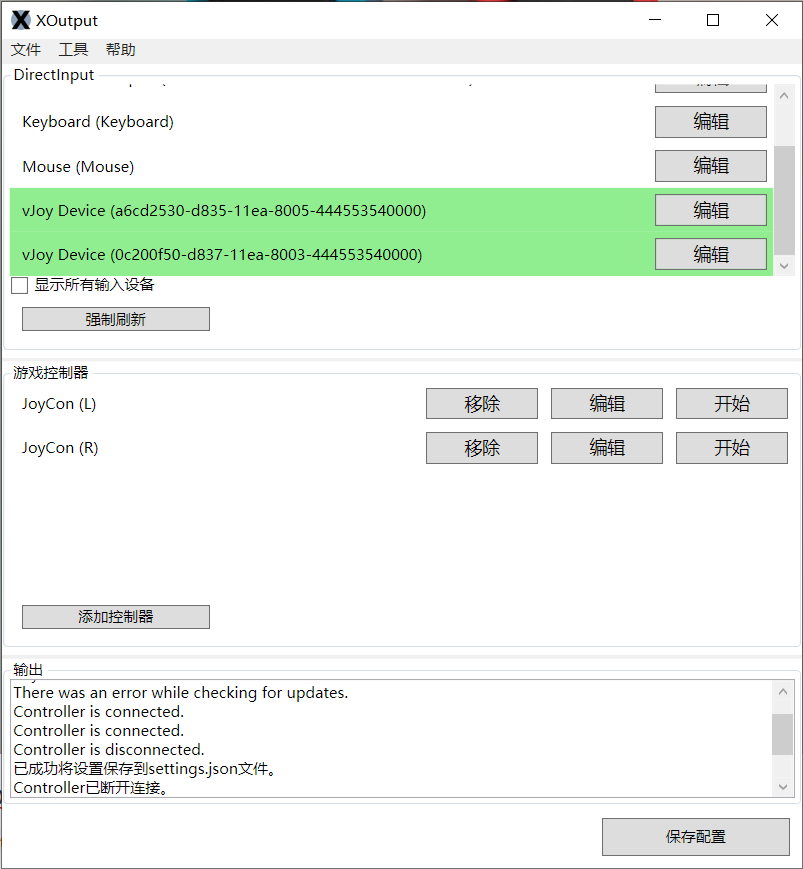 XOutput
文件 工具 帮助
DirectInput
Keyboard (Keyboard) 编辑
Mouse (Mouse) 编辑
vJoy Device (a6cd2530-d835-11ea-8005-444553540000) 编辑
vJoy Device (0c200f50-d837-11ea-8003-444553540000) 编辑
显示所有输入设备
强制刷新
游戏控制器
JoyCon (L) 移除 编辑 开始
JoyCon (R) 移除 编辑 开始
添加控制器
输出
There was an error while checking for updates.
Controller is connected.
Controller is connected.
Controller is disconnected.
已成功将设置保存到settings.json文件。
Controller已断开连接。
保存配置